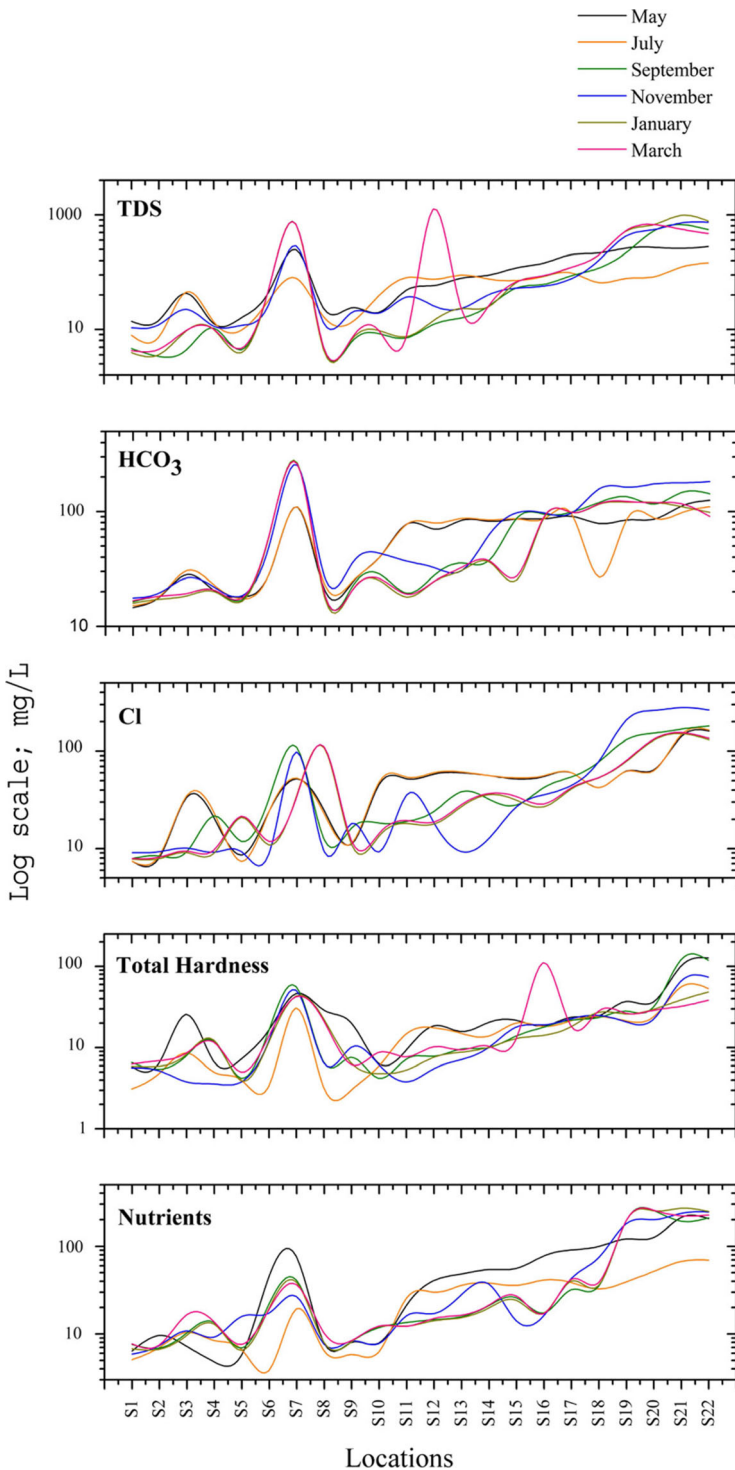 May
July
September
November
January
March
TDS
1000
10
HCO3
100
10
Cl
100
10
Total Hardness
100
10
1
Nutrients
100
10
Log scale; mg/L
S1 S2 S3 S4 S5 S6 S7 S8 S9 S10 S11 S12 S13 S14 S15 S16 S17 S18 S19 S20 S21 S22
Locations